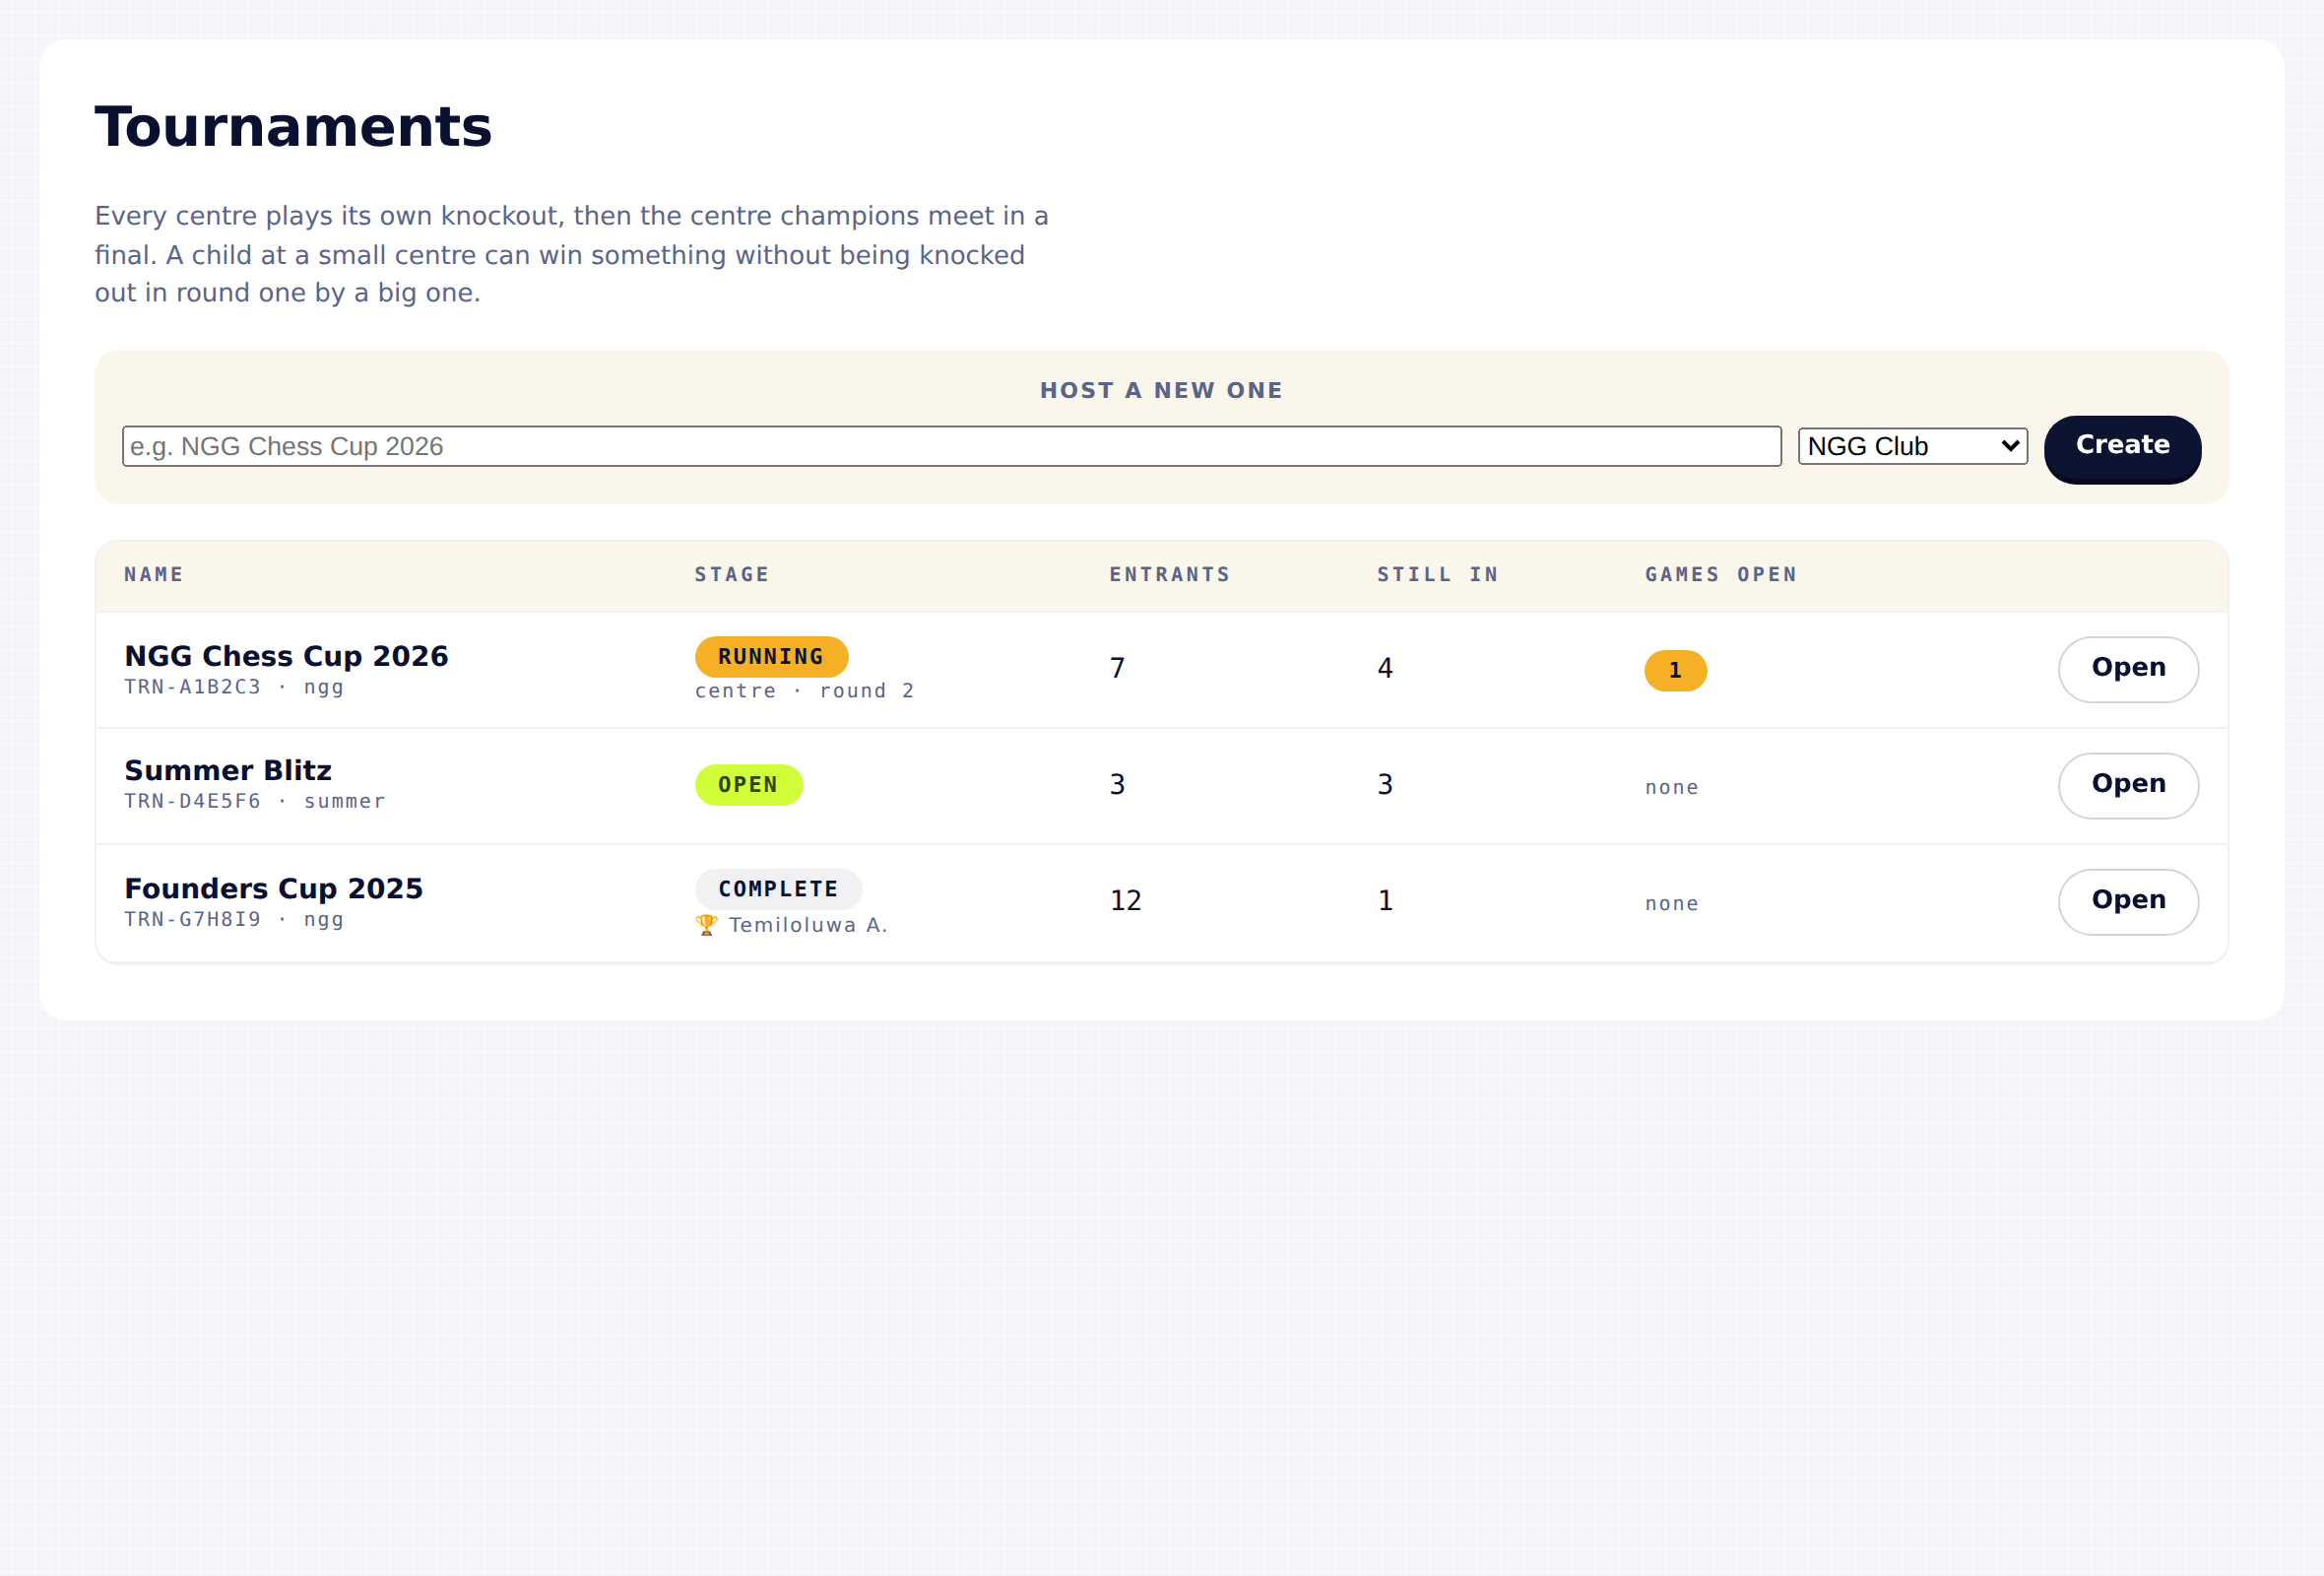 Tournaments
Every centre plays its own knockout, then the centre champions meet in a
final. A child at a small centre can win something without being knocked
out in round one by a big one.
HOST A NEW ONE
e.g. NGG Chess Cup 2026 NGG Club Create
NAME STAGE ENTRANTS STILL IN GAMES OPEN
NGG Chess Cup 2026 RUNNING 7 4 1 Open
TRN-A1B2C3 · ngg centre · round 2
Summer Blitz OPEN 3 3 none Open
TRN-D4E5F6 · summer
Founders Cup 2025 COMPLETE 12 1 none Open
TRN-G7H8I9 · ngg 🏆 Temiloluwa A.